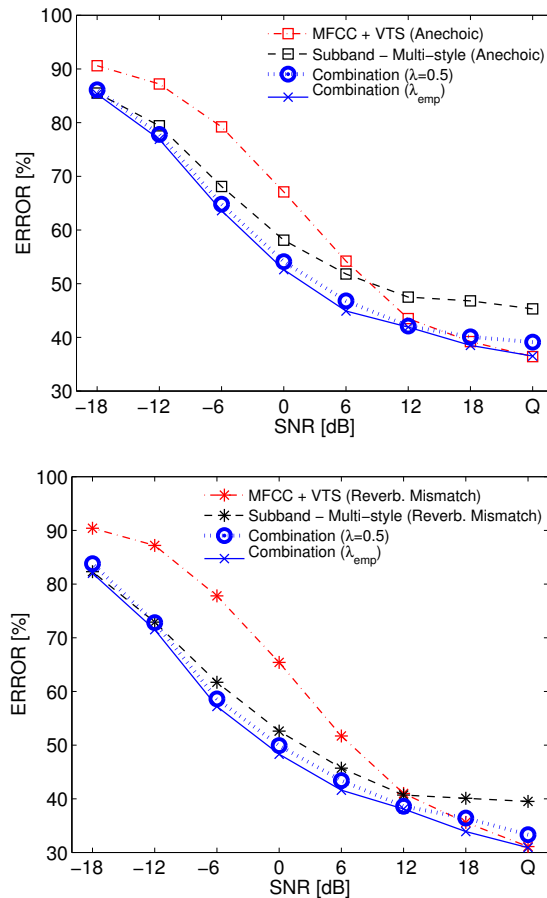 MFCC + VTS (Anechoic)
Subband − Multi−style (Anechoic)
Combination (λ=0.5)
Combination (λemp)
100
90
80
70
60
50
40
30
ERROR [%]
−18 −12 −6 0 6 12 18 Q
SNR [dB]
MFCC + VTS (Reverb. Mismatch)
Subband − Multi−style (Reverb. Mismatch)
Combination (λ=0.5)
Combination (λemp)
100
90
80
70
60
50
40
30
ERROR [%]
−18 −12 −6 0 6 12 18 Q
SNR [dB]